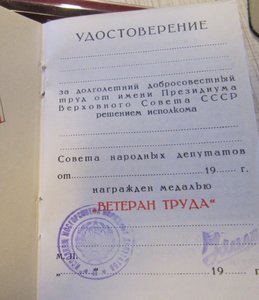 УДОСТОВЕРЕНИЕ
за долголетний добросовестный
труд от имени Президиума
Верховного Совета СССР
решением исполкома
Совета народных депутатов
от 19 г.
награжден медалью
„ВЕТЕРАН ТРУДА“
М. П.
„ “ 19 г.